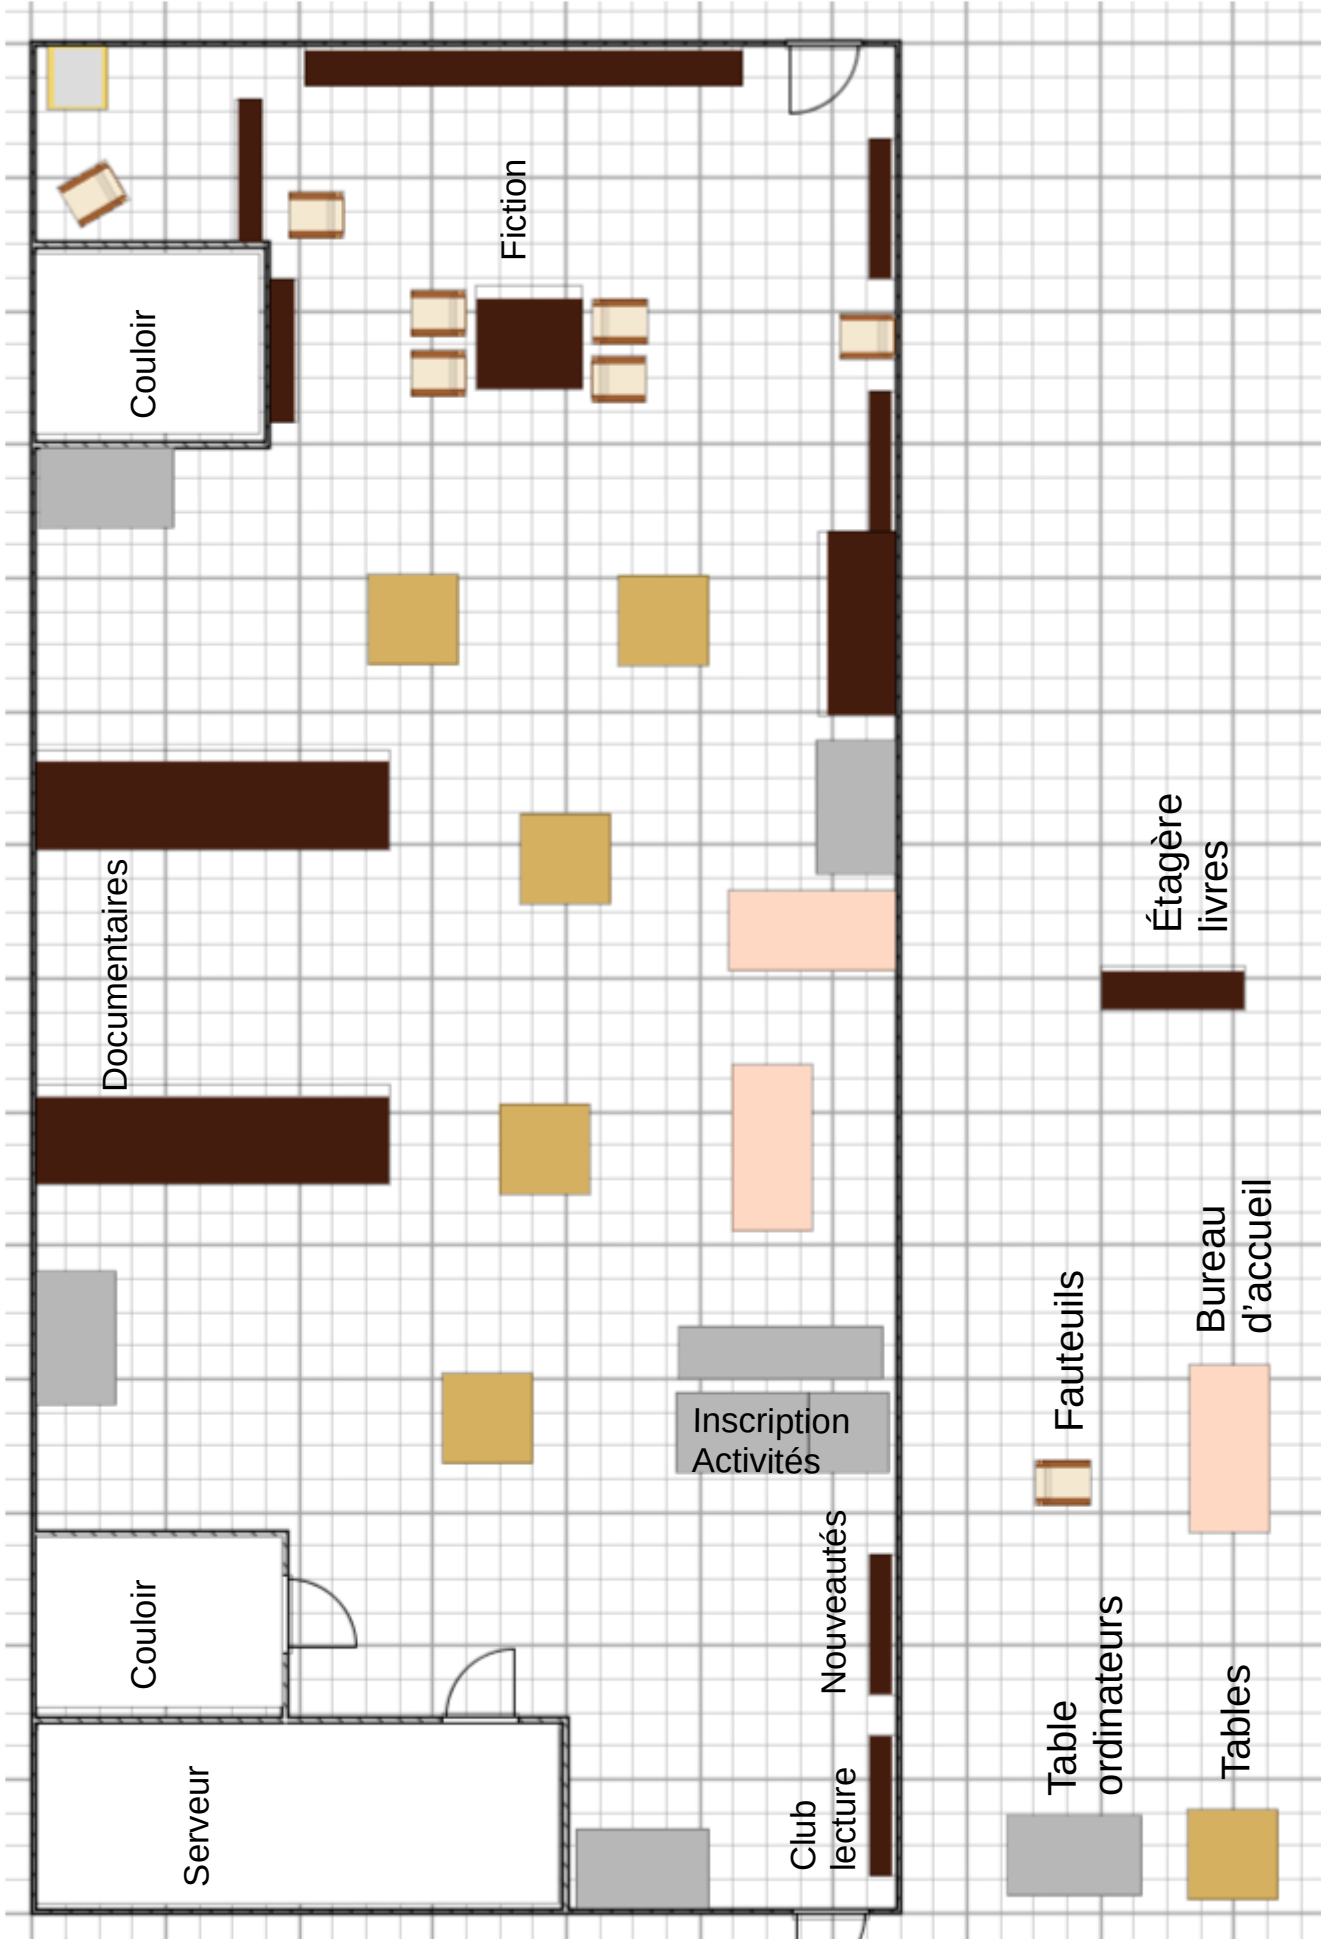 Fiction
Couloir
Documentaires
Étagère
livres
Bureau
d’accueil
Fauteuils
Inscription
Activités
Nouveautés
Couloir
Table
ordinateurs
Tables
Serveur
Club
lecture